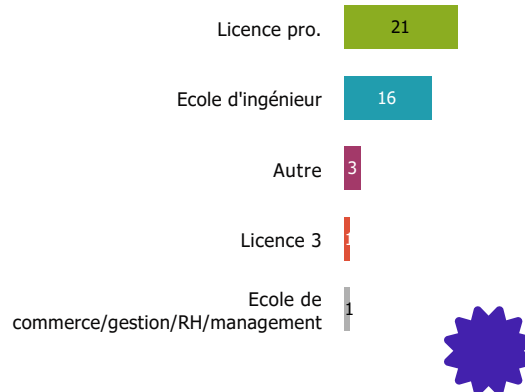 Licence pro.
21
Ecole d'ingénieur
16
Autre
3
Licence 3
1
Ecole de
commerce/gestion/RH/management
1